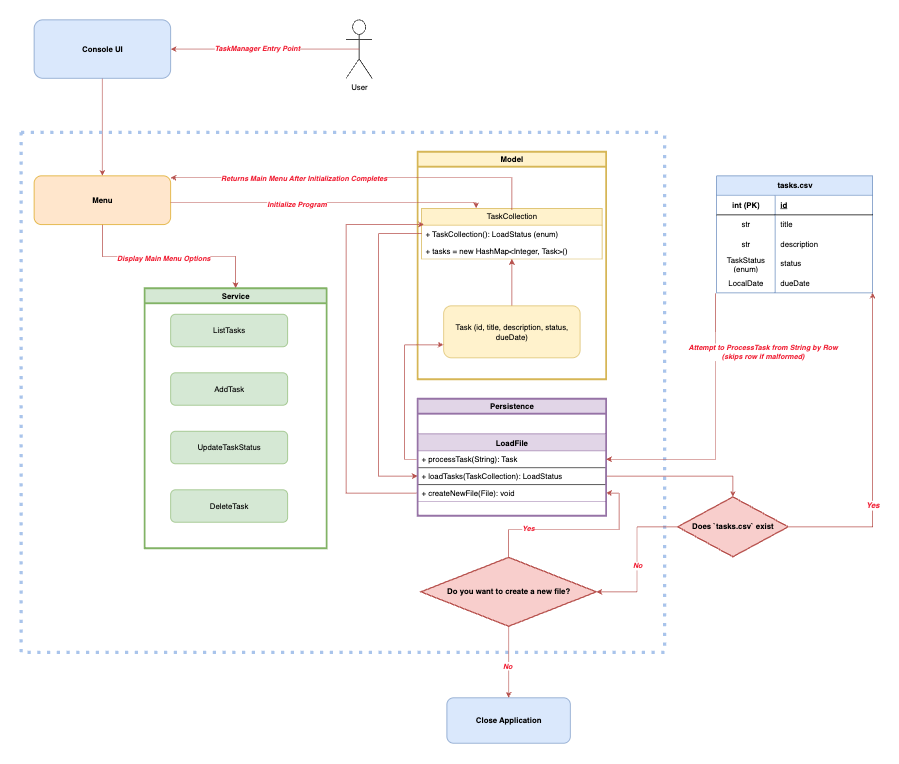 Console UI
TaskManager Entry Point
User
Menu
Returns Main Menu After Initialization Completes
Initialize Program
Display Main Menu Options
Model
TaskCollection
+ TaskCollection(): LoadStatus (enum)
+ tasks = new HashMap<Integer, Task>()
Task (id, title, description, status,
dueDate)
tasks.csv
int (PK) id
str title
str description
TaskStatus
(enum) status
LocalDate dueDate
Service
ListTasks
AddTask
UpdateTaskStatus
DeleteTask
Attempt to ProcessTask from String by Row
(skips row if malformed)
Persistence
LoadFile
+ processTask(String): Task
+ loadTasks(TaskCollection): LoadStatus
+ createNewFile(File): void
Does `tasks.csv` exist
Yes
No
Yes
Do you want to create a new file?
No
Close Application